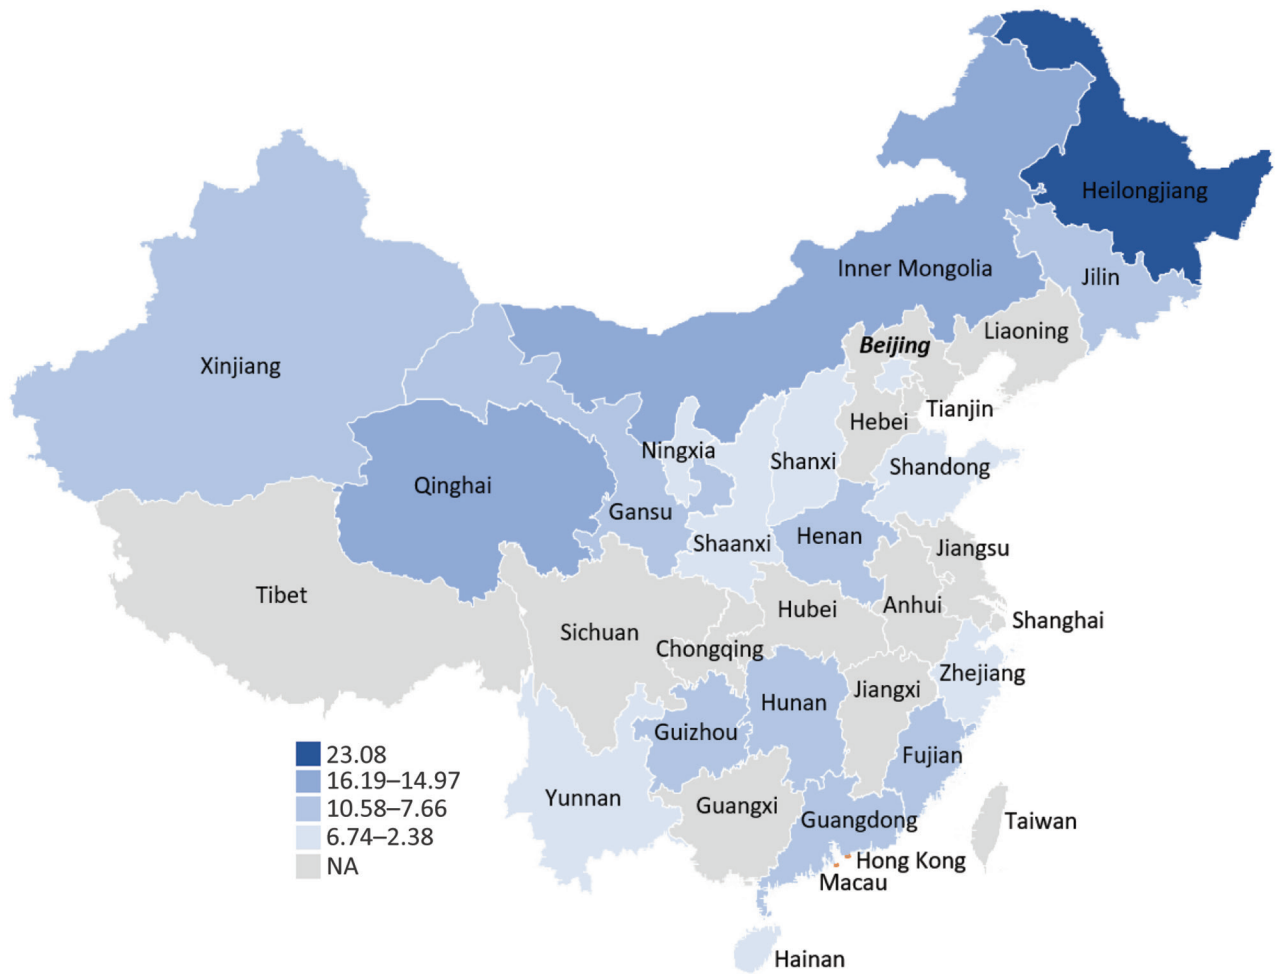 Heilongjiang
Inner Mongolia
Jilin
Liaoning
Beijing
Xinjiang
Tianjin
Hebei
Ningxia
Shanxi
Shandong
Qinghai
Gansu
Shaanxi
Henan
Jiangsu
Tibet
Hubei
Anhui
Shanghai
Sichuan
Chongqing
Zhejiang
Jiangxi
Hunan
Guizhou
Fujian
Yunnan
Guangxi
Guangdong
Taiwan
Hong Kong
Macau
Hainan
23.08
16.19–14.97
10.58–7.66
6.74–2.38
NA